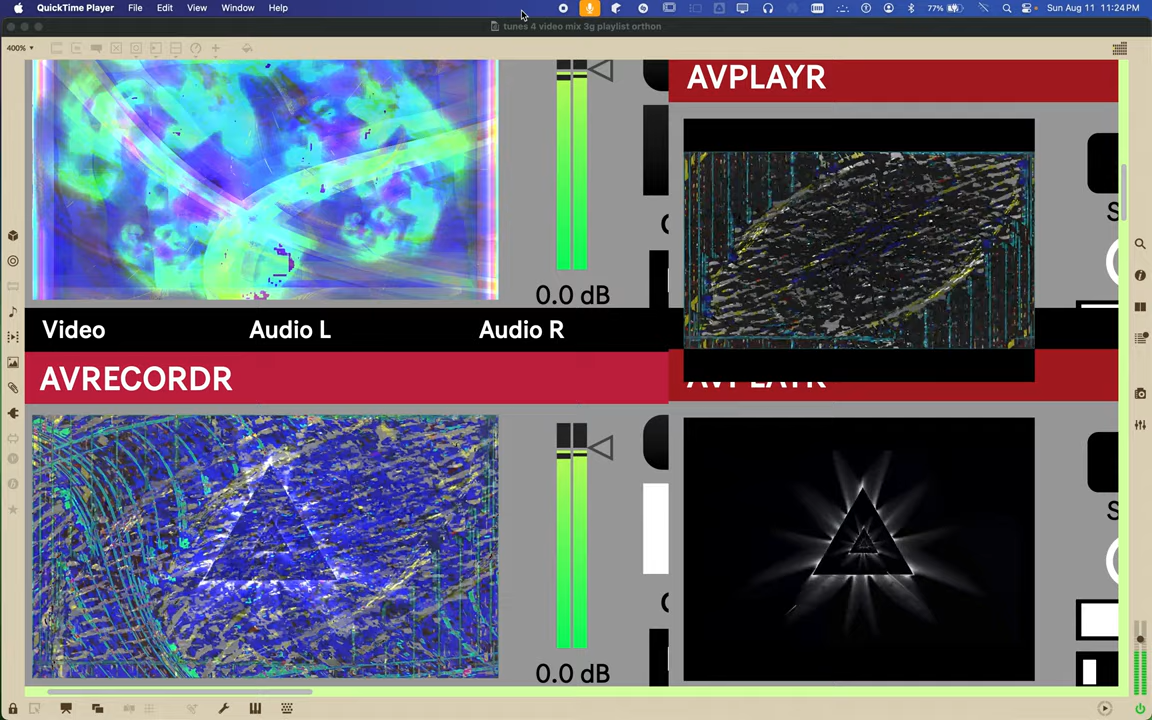 QuickTime Player File Edit View Window Help 77% Sun Aug 11 11:24 PM
tunes 4 video mix 3g playlist orthon
400%
AVPLAYR
0.0 dB
Video Audio L Audio R
AVRECORDR
AVPLAYR
0.0 dB